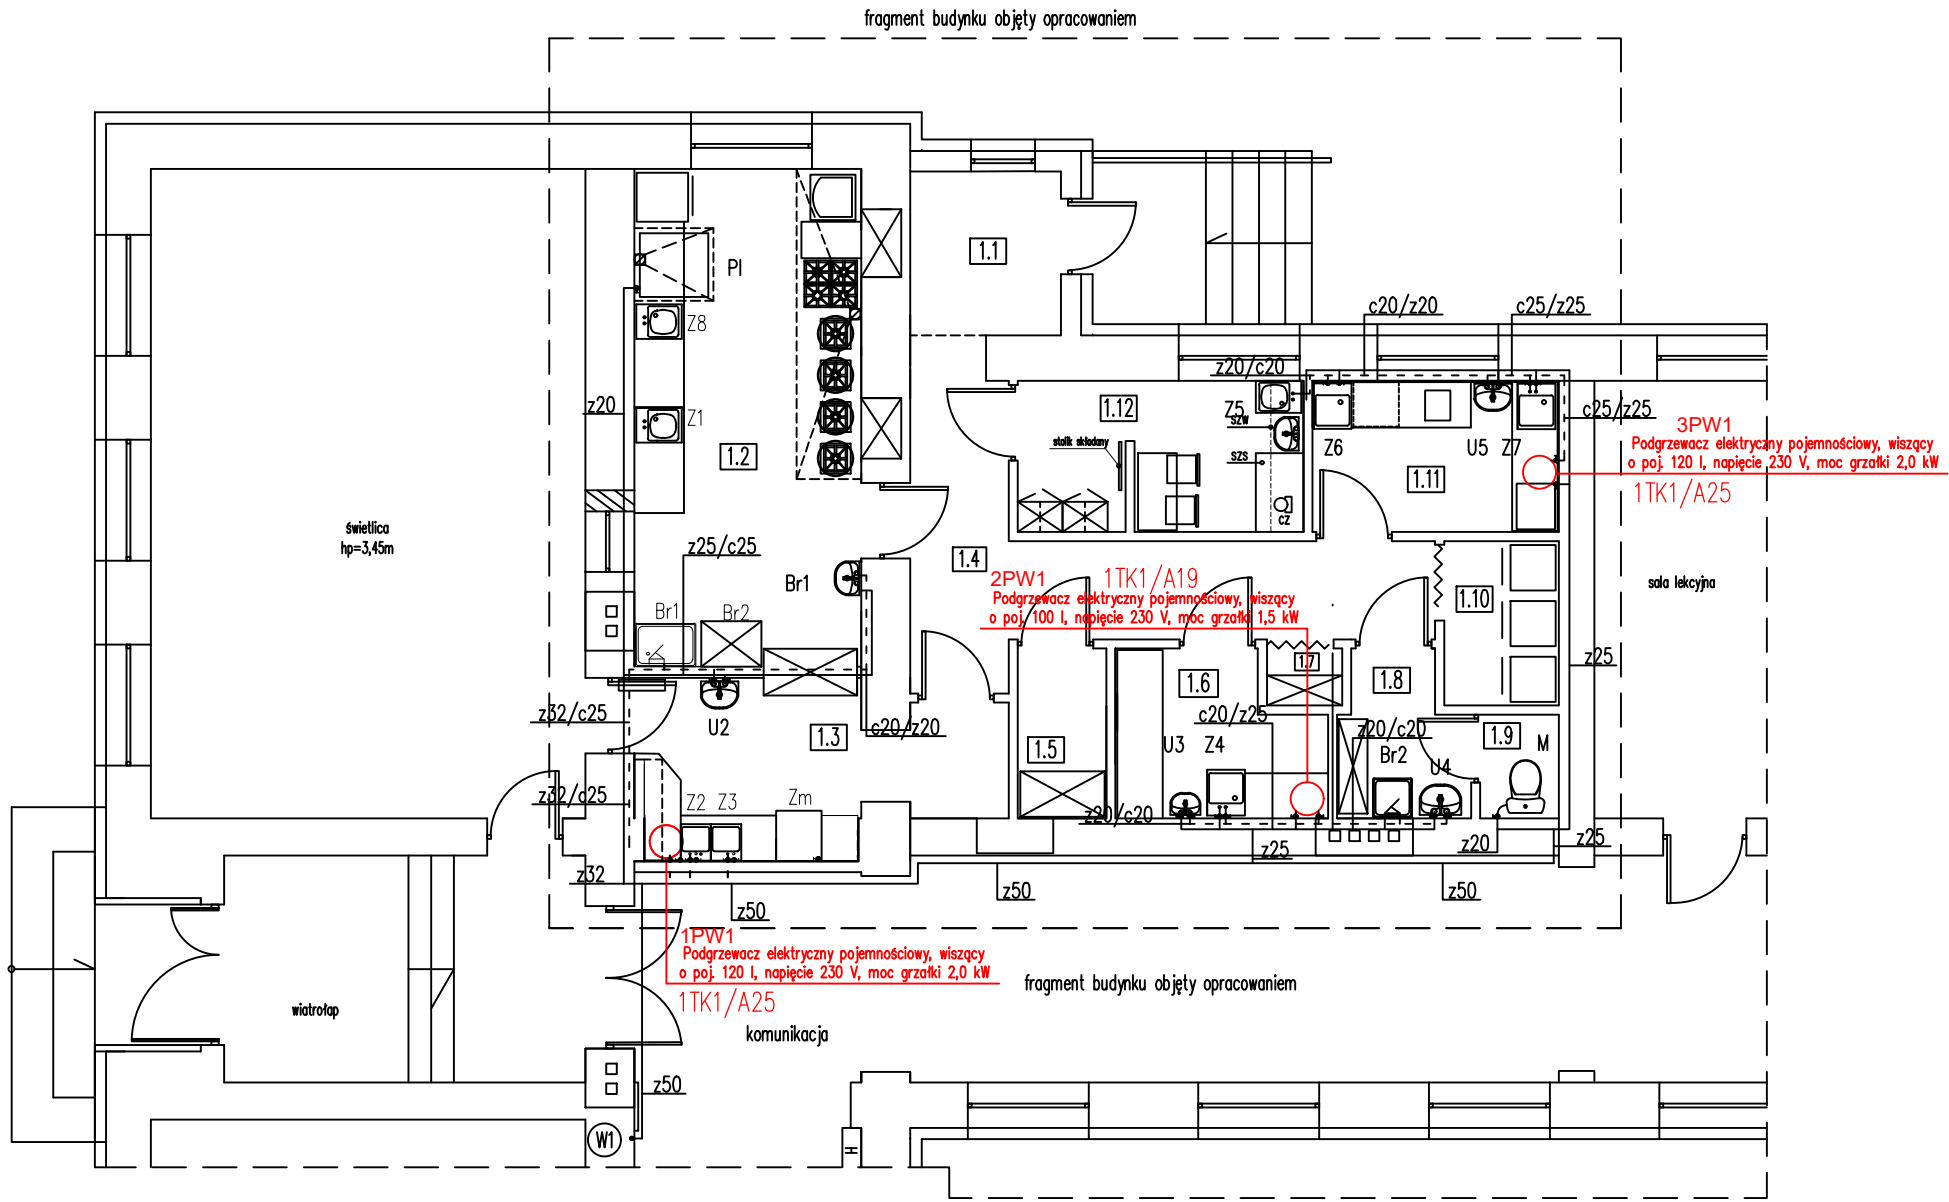 fragment budynku objęty opracowaniem
1.1
PI
Z8
c20/z20
c25/z25
z20/c20
z20
Z1
1.2
1.12
Z5
szw
szs
stolik składany
cz
Z6
U5
Z7
1.11
c25/z25
3PW1
Podgrzewacz elektryczny pojemnościowy, wiszący
o poj. 120 l, napięcie 230 V, moc grzałki 2,0 kW
1TK1/A25
świetlica
hp=3,45m
z25/c25
Br1
Br1
Br2
1.4
2PW1
1TK1/A19
Podgrzewacz elektryczny pojemnościowy, wiszący
o poj. 100 l, napięcie 230 V, moc grzałki 1,5 kW
1.10
sala lekcyjna
z25
1.7
1.6
1.8
z32/c25
U2
1.3
c20/z20
1.5
c20/z25
U3
Z4
z20/c20
Br2
U4
1.9
M
z32/c25
Z2
Z3
Zm
z20/c20
z25
z20
z25
z32
z50
z50
z50
1PW1
Podgrzewacz elektryczny pojemnościowy, wiszący
o poj. 120 l, napięcie 230 V, moc grzałki 2,0 kW
1TK1/A25
fragment budynku objęty opracowaniem
wiatrołap
komunikacja
z50
W1
H